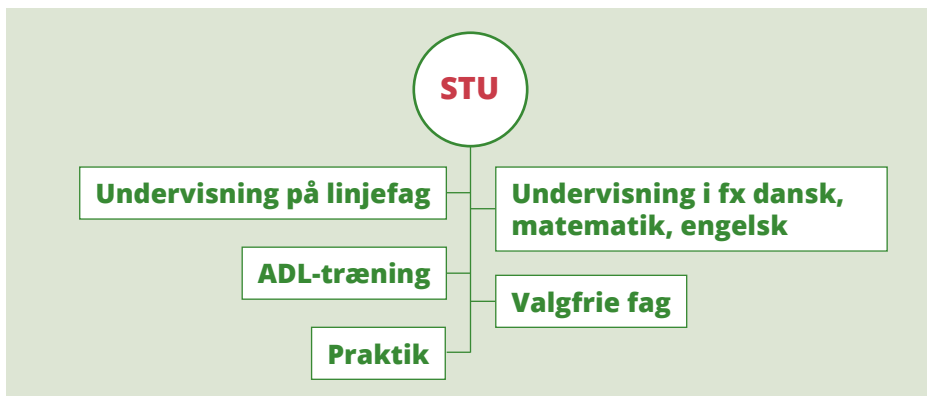 STU
Undervisning på linjefag
Undervisning i fx dansk,
matematik, engelsk
ADL-træning
Valgfrie fag
Praktik